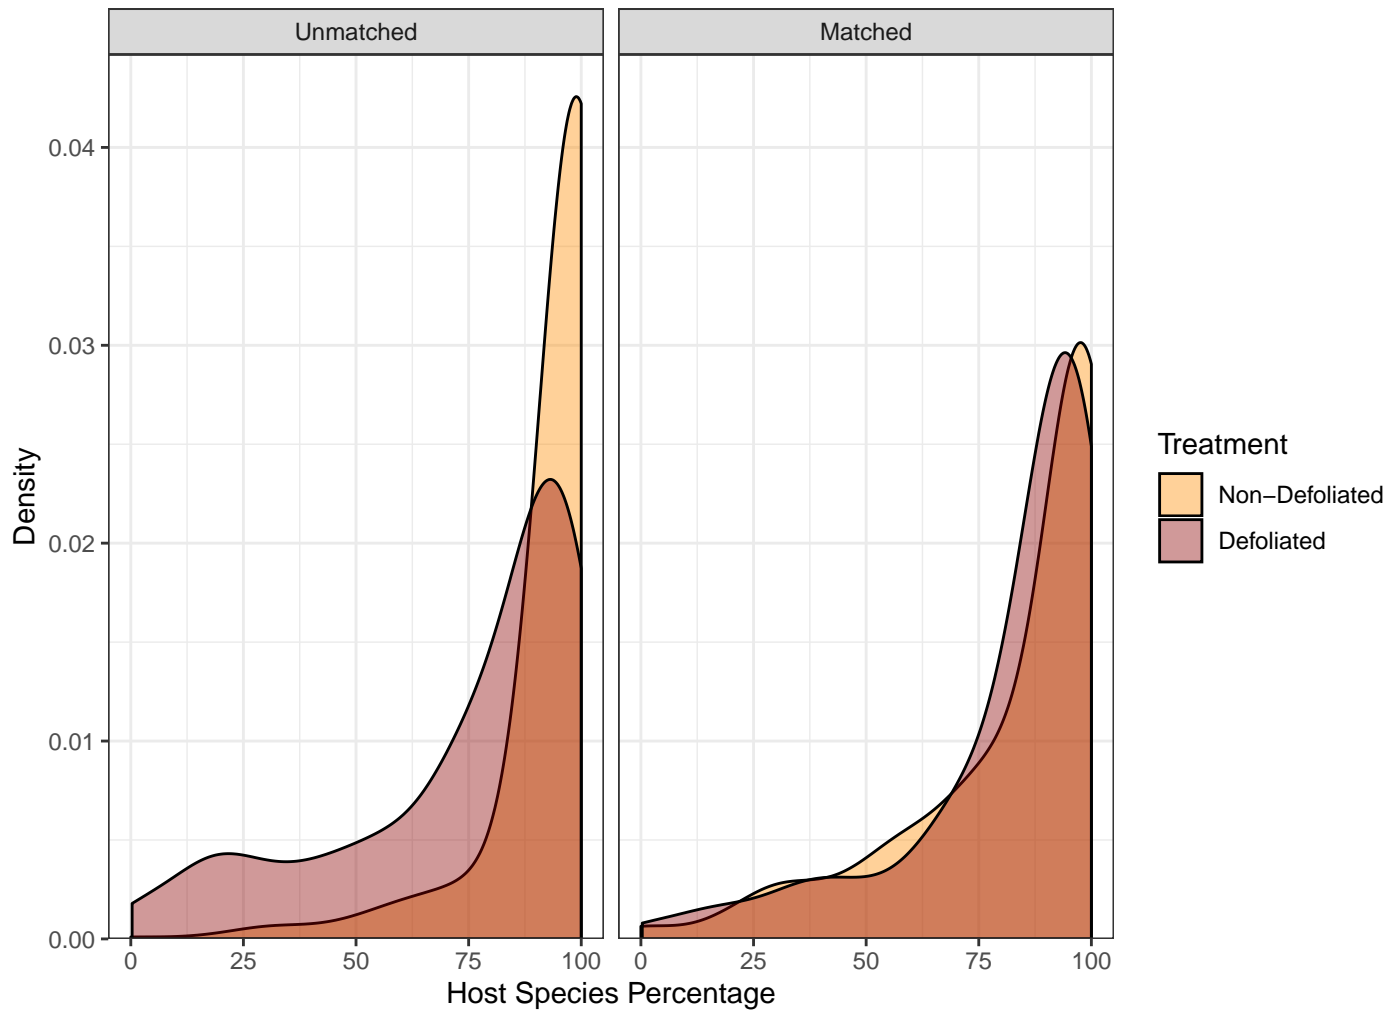 Unmatched
Matched
0.04
0.03
0.02
0.01
0.00
Density
0 25 50 75 100
0 25 50 75 100
Host Species Percentage
Treatment
Non−Defoliated
Defoliated